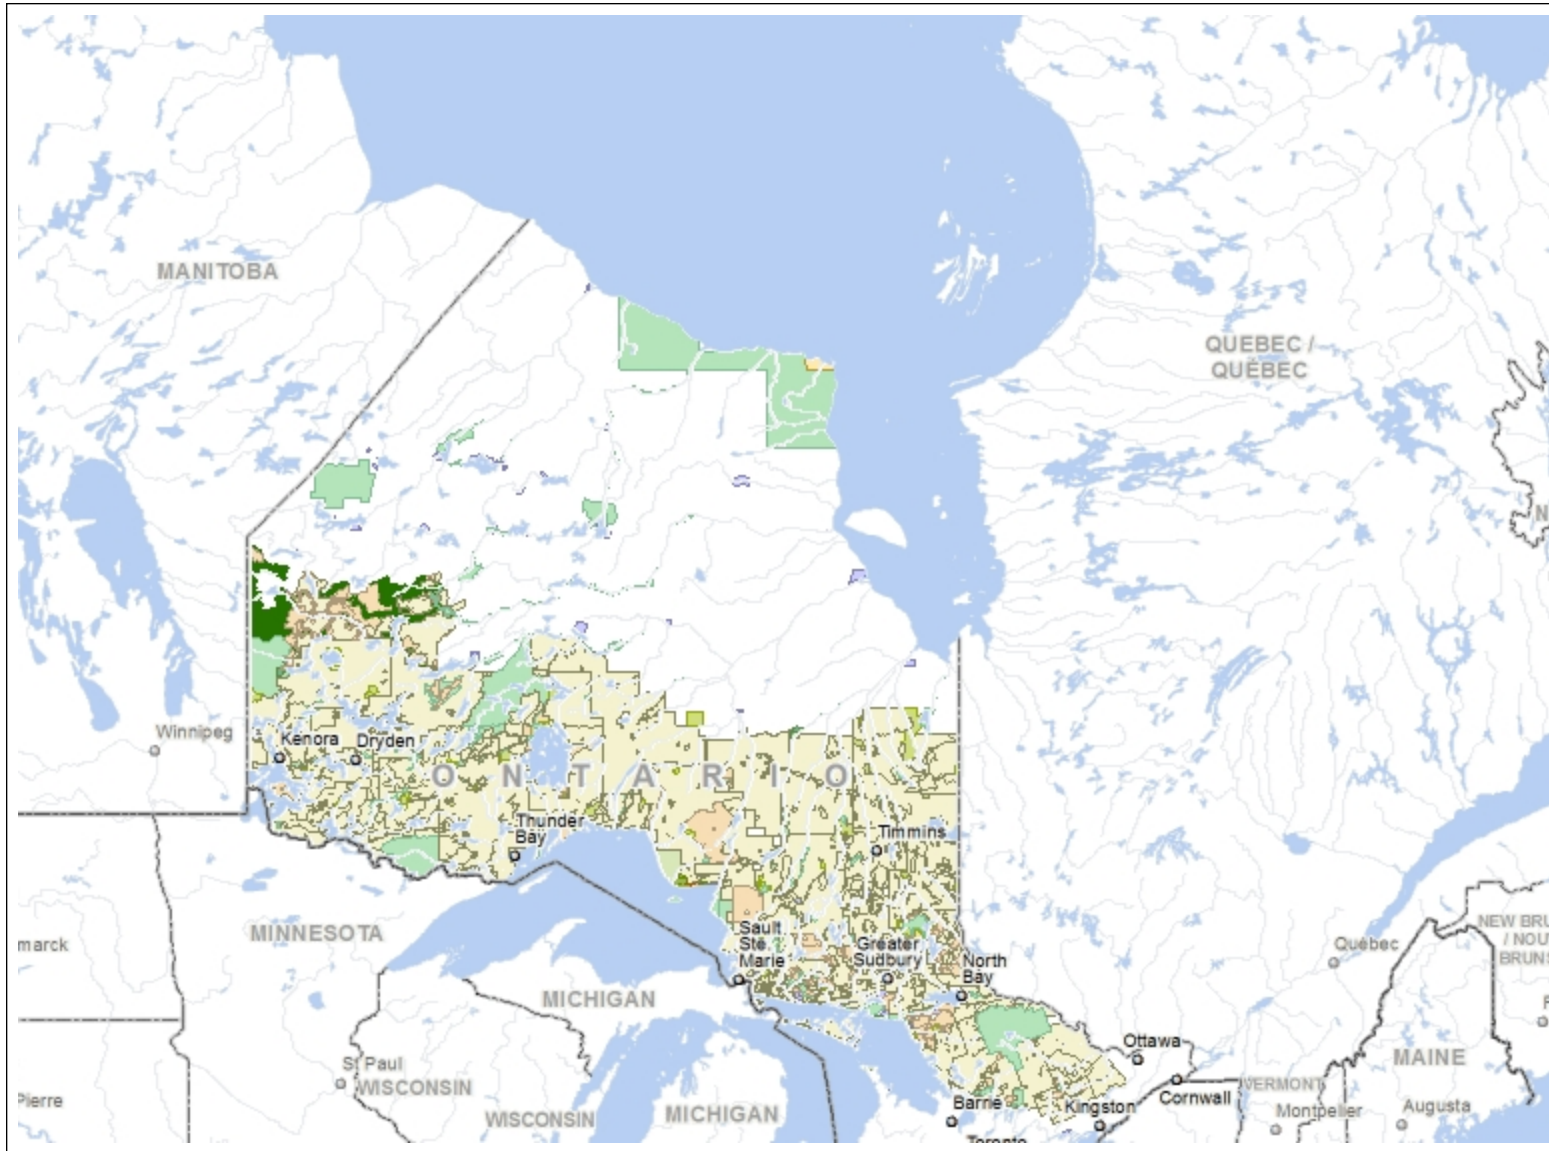 MANITOBA
QUEBEC /
QUÉBEC
N
Winnipeg
Kenora
Dryden
ONTARIO
Thunder
Bay
Timmins
MINNESOTA
marck
Sault
Ste.
Marie
Greater
Sudbury
North
Bay
Québec
NEW BRU
/ NOU
BRUNS
MICHIGAN
F
Ottawa
St Paul
MAINE
WISCONSIN
VERMONT
Pierre
WISCONSIN
MICHIGAN
Barrie
Kingston
Cornwall
Montpelier
Augusta
Toronto